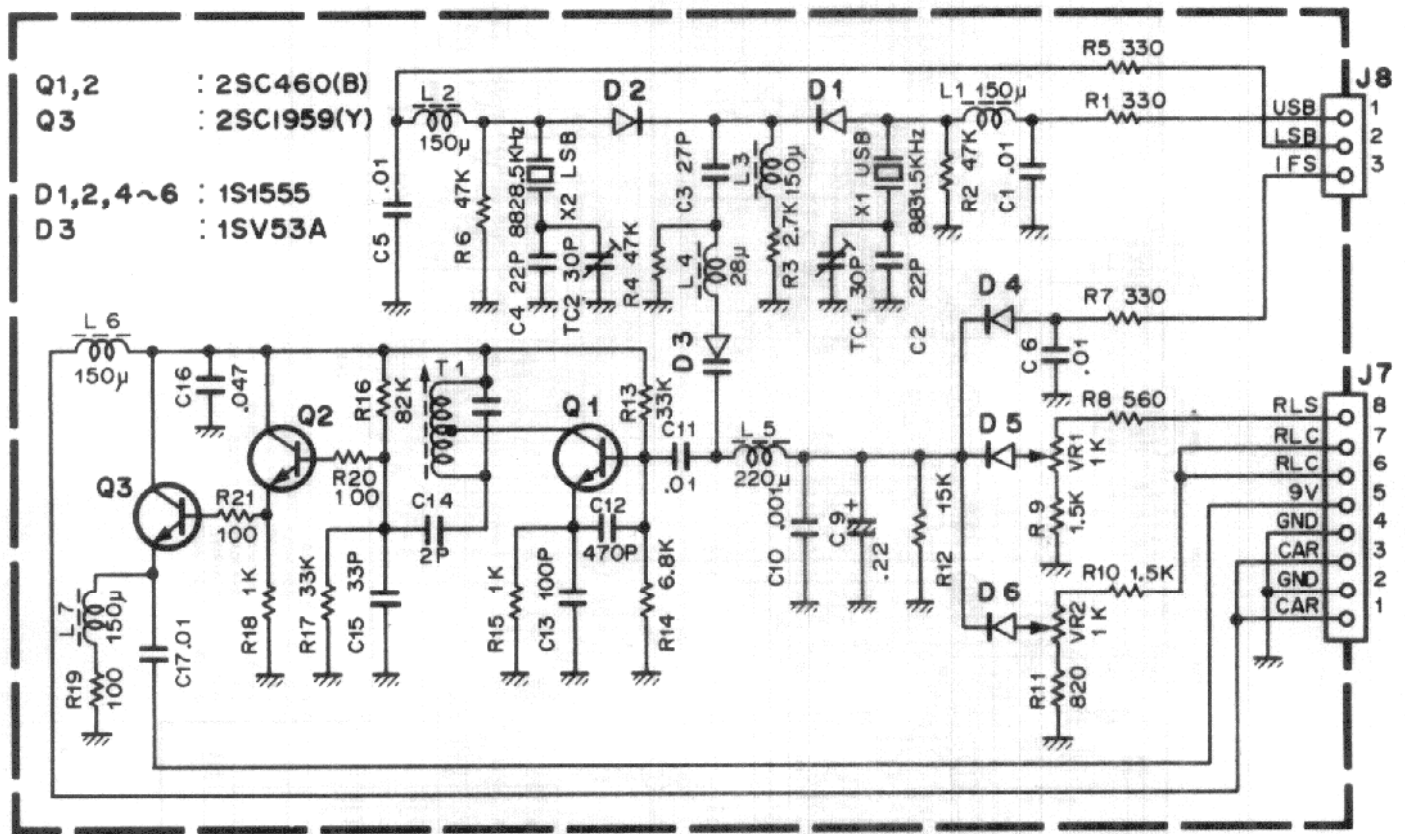 Q1,2 : 2SC460(B)
Q3 : 2SC1959(Y)
D1,2,4~6 : 1S1555
D3 : 1SV53A
R5 330
J8
L2
150μ
D2
D1
L1 150μ
R1 330
USB 1
LSB 2
IFS 3
C5 .01
R6 47K
8828.5KHz
X2 LSB
C4 22P
TC2 30P
C3 27P
R4 47K
L4
28μ
L3
150μ
R3 2.7K
X1 USB
8831.5KHz
TC1 30P
C2 22P
R2 47K
C1 .01
D4
R7 330
C6 .01
D3
L6
150μ
C16 .047
Q2
R16 82K
T1
Q1
R13 33K
C11 .01
L5
220μ
D5
R8 560
VR1 1K
R9 1.5K
J7
RLS 8
RLC 7
RLC 6
9V 5
GND 4
CAR 3
GND 2
CAR 1
Q3
R21
100
R20
100
C14
2P
C12
470P
C10 .001
C9 +
.22
R12 15K
L7
150μ
R19
100
C17 .01
R18 1K
R17 33K
C15 33P
R15 1K
C13 100P
R14 6.8K
D6
R10 1.5K
VR2 1K
R11
820